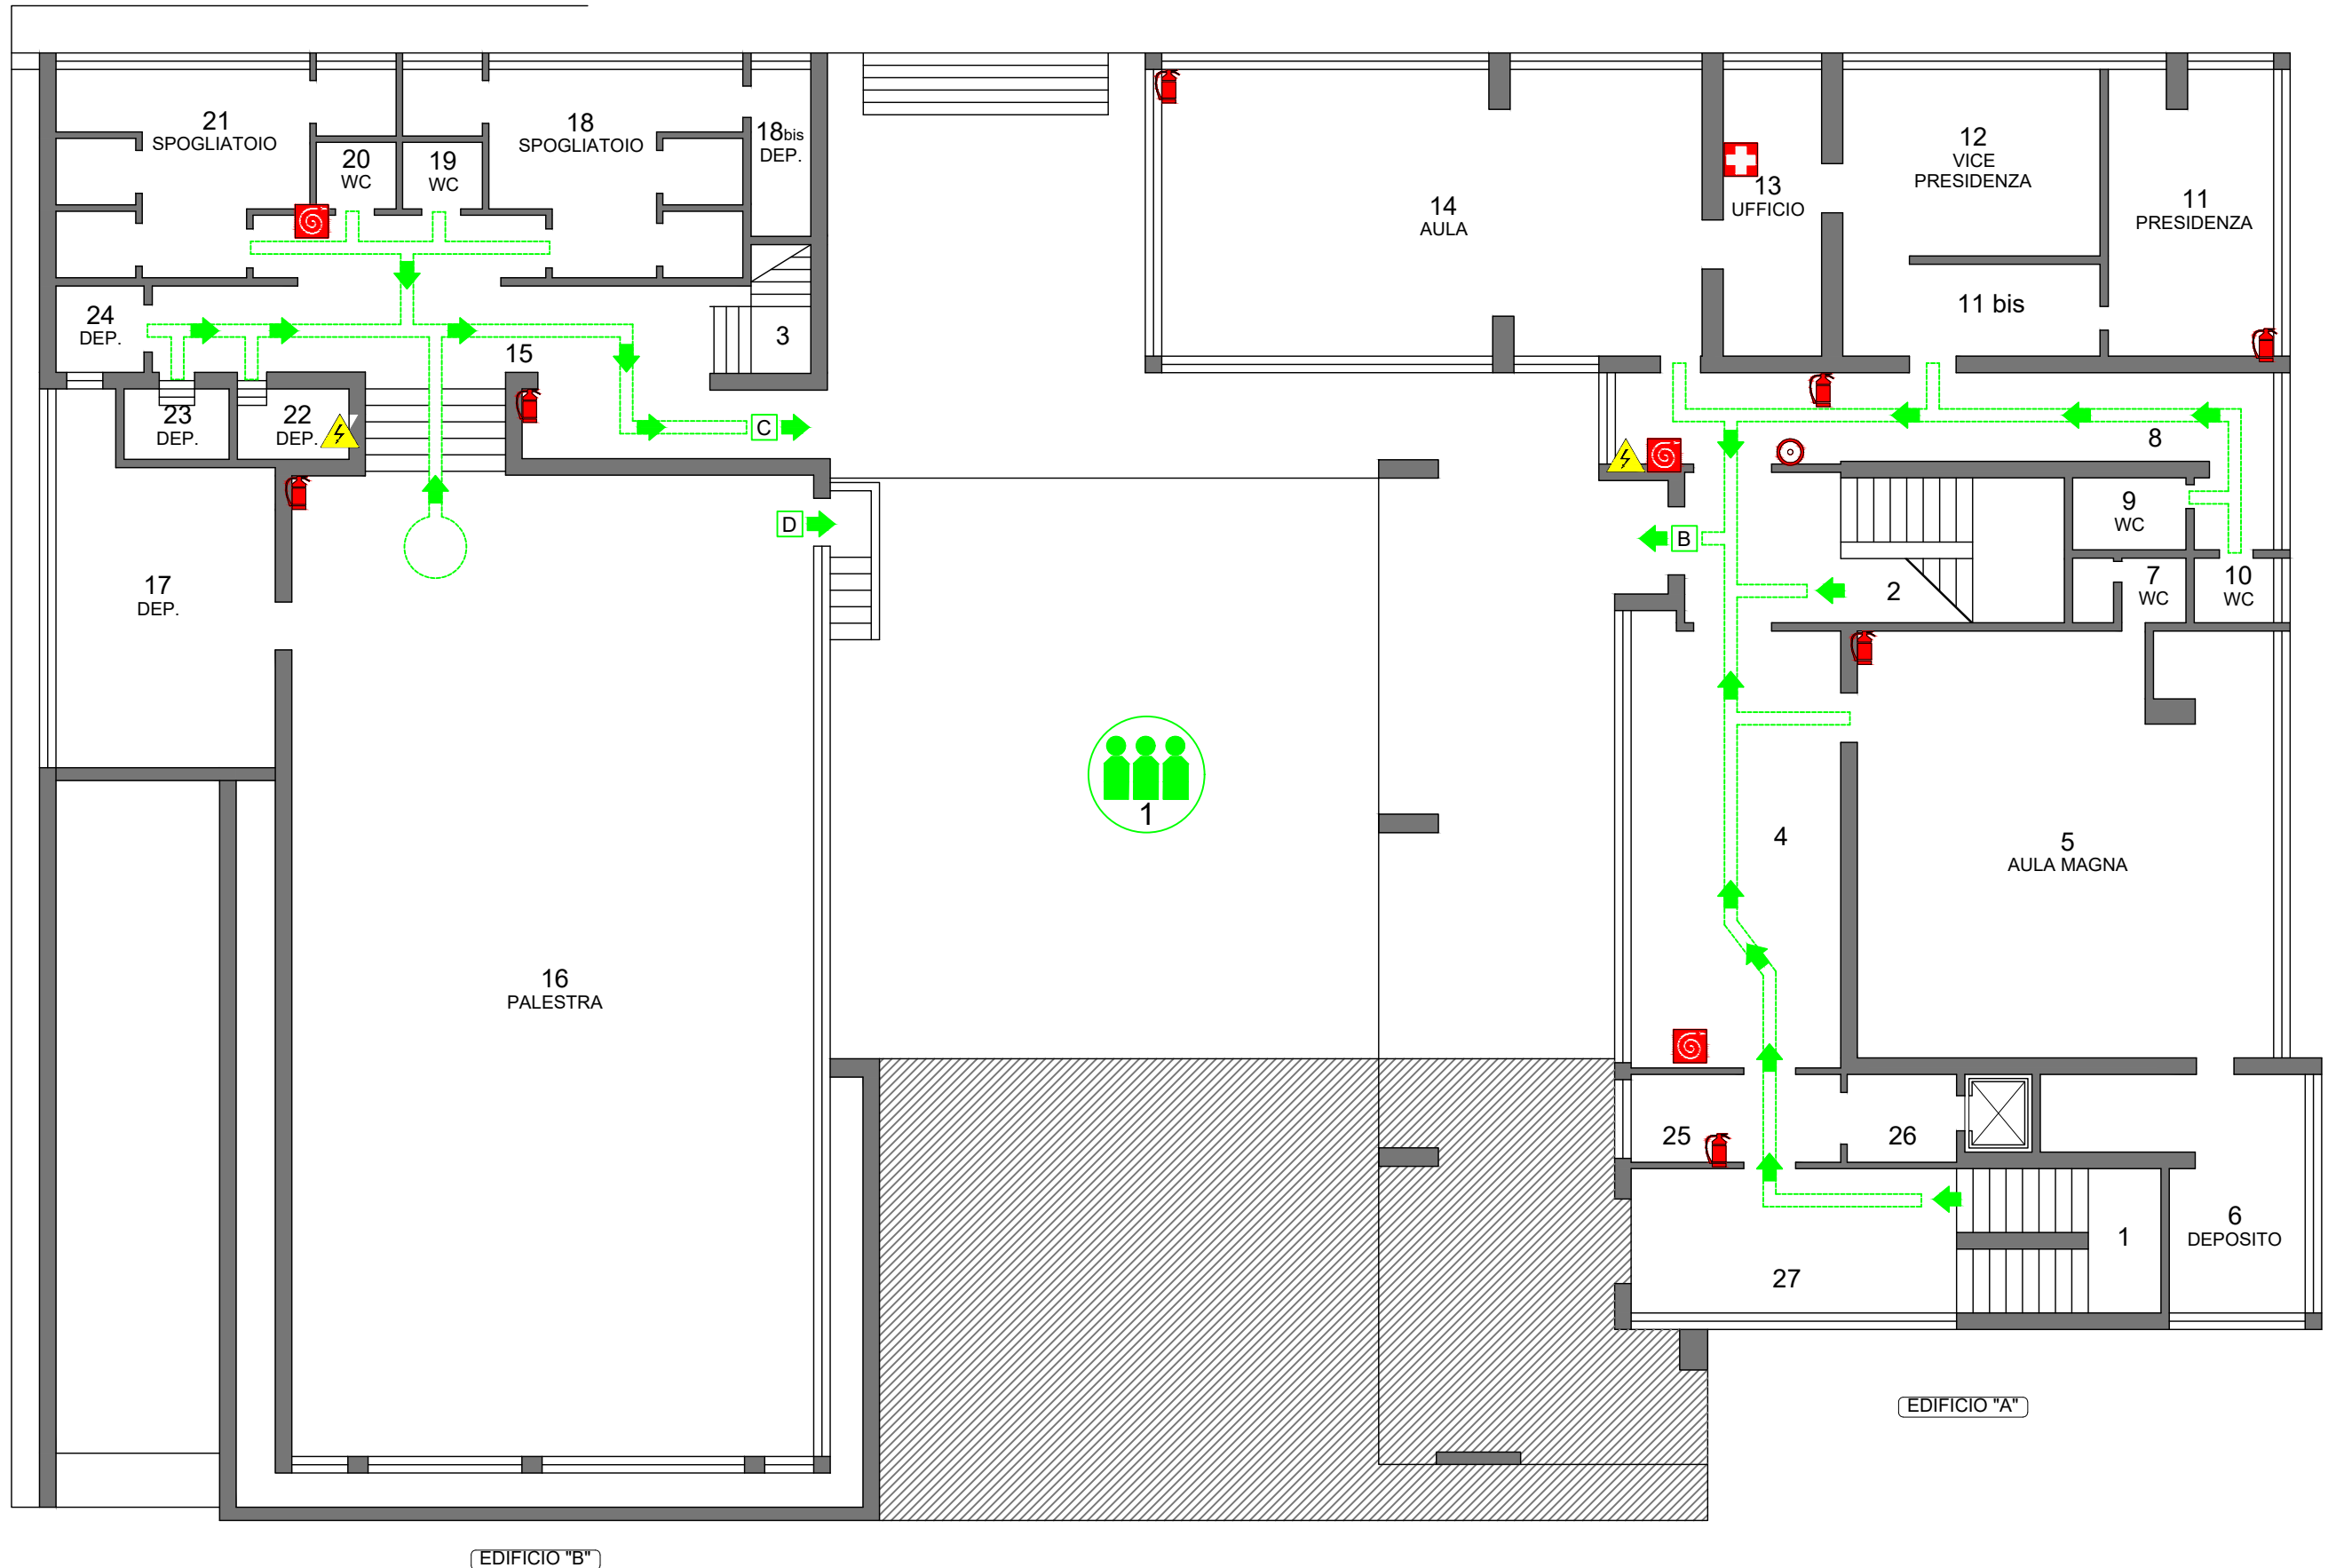 21
SPOGLIATOIO
18
SPOGLIATOIO
18bis
DEP.
20
WC
19
WC
24
DEP.
3
15
23
DEP.
22
DEP.
C
D
17
DEP.
16
PALESTRA
1
14
AULA
13
UFFICIO
12
VICE
PRESIDENZA
11
PRESIDENZA
11 bis
8
B
9
WC
2
7
WC
10
WC
4
5
AULA MAGNA
25
26
1
6
DEPOSITO
27
EDIFICIO "A"
EDIFICIO "B"